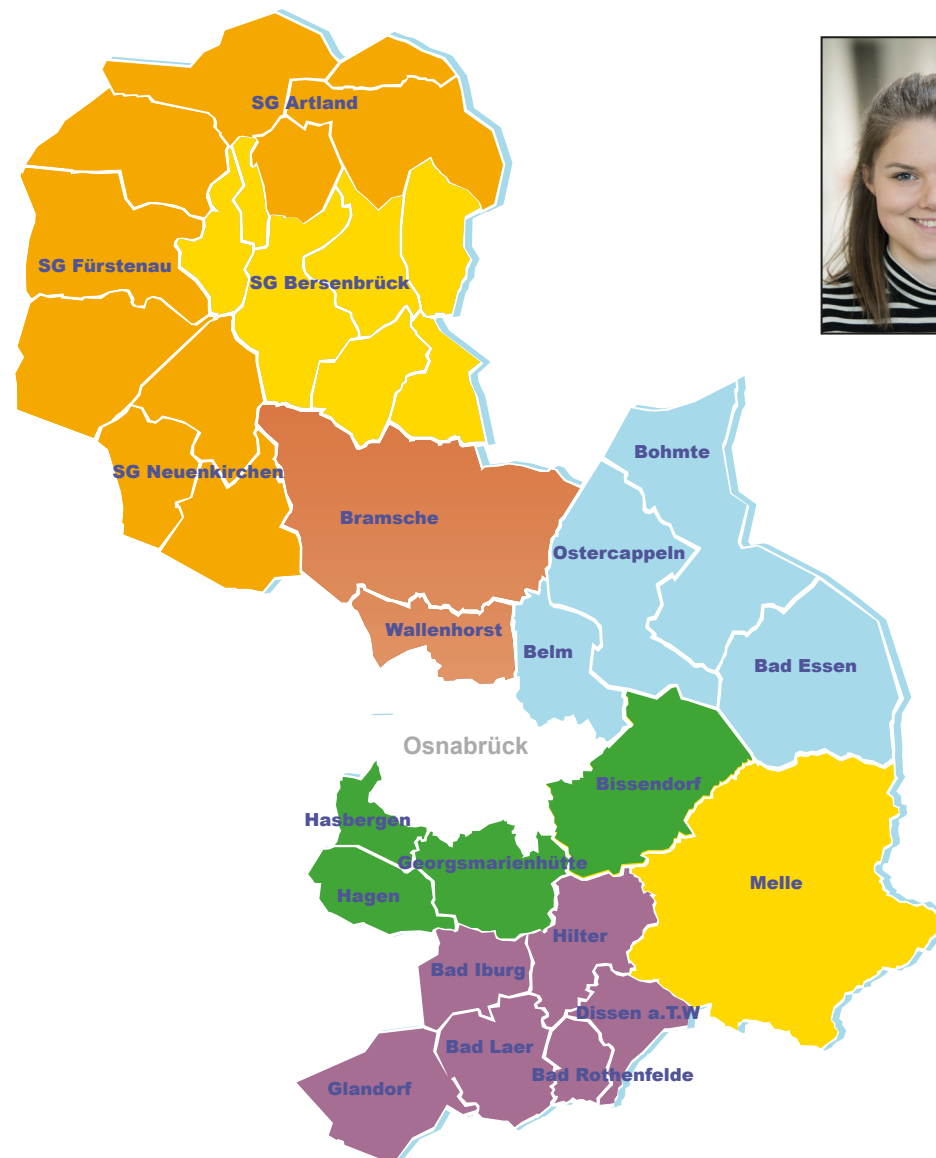 SG Artland
SG Fürstenau
SG Bersenbrück
Bohmte
SG Neuenkirchen
Bramsche
Ostercappeln
Wallenhorst
Belm
Bad Essen
Osnabrück
Bissendorf
Hasbergen
Georgsmarienhütte
Melle
Hagen
Hilter
Bad Iburg
Dissen a.T.W
Bad Laer
Bad Rothenfelde
Glandorf